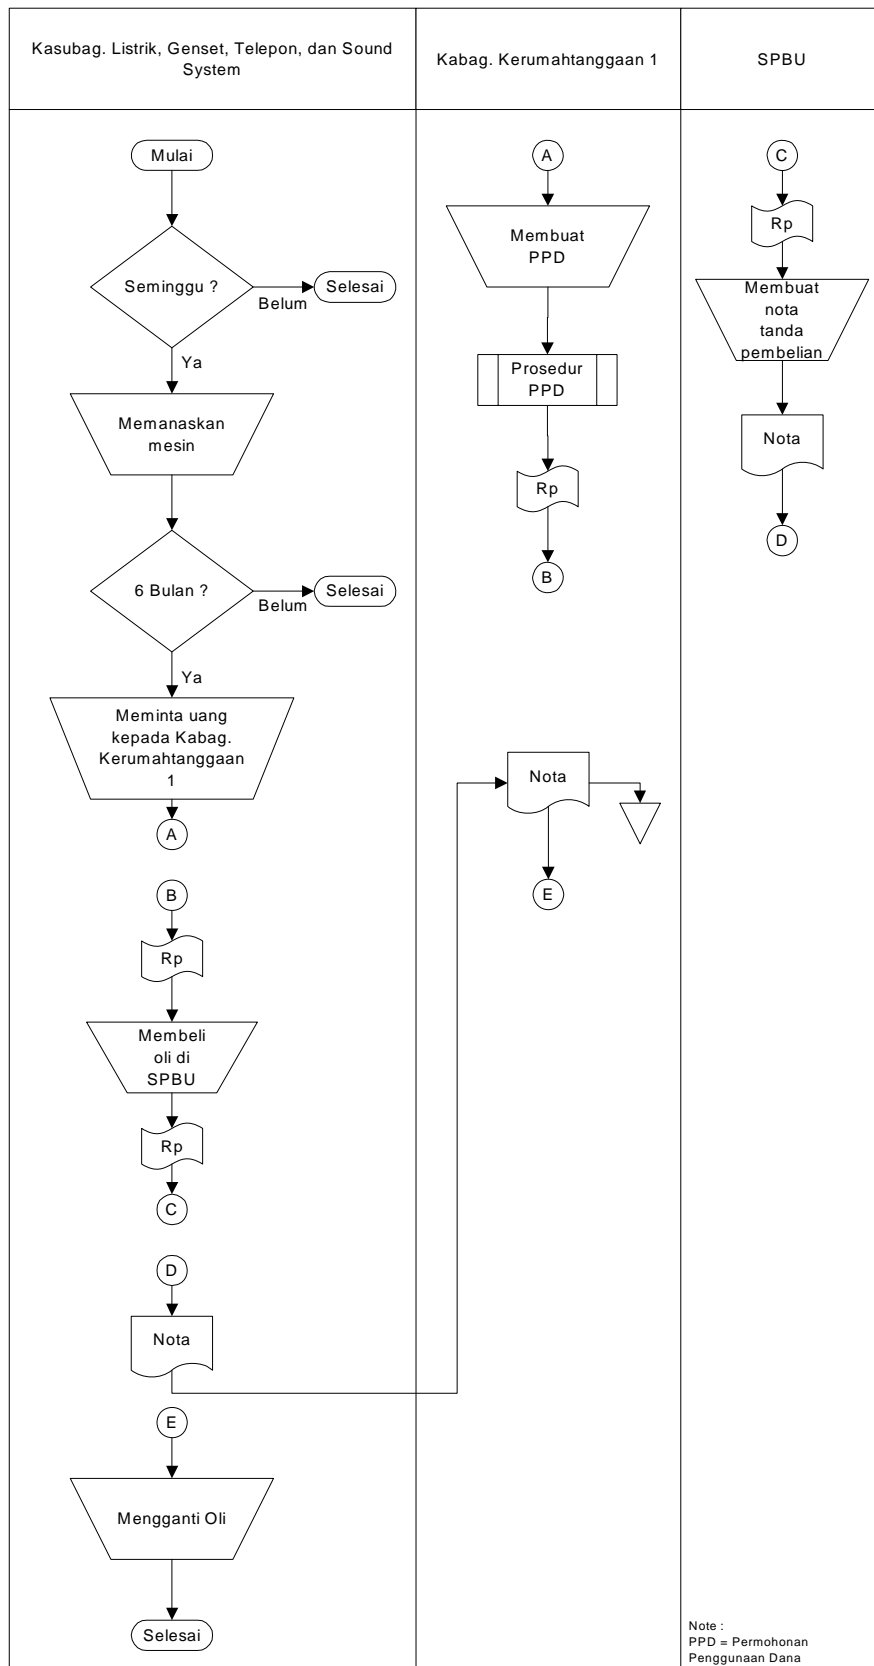 Kasubag. Listrik, Genset, Telepon, dan Sound
System
Kabag. Kerumahtanggaan 1
SPBU
Mulai
Seminggu ?
Belum
Selesai
Ya
Memanaskan
mesin
6 Bulan ?
Belum
Selesai
Ya
Meminta uang
kepada Kabag.
Kerumahtanggaan
1
A
B
Rp
Membeli
oli di
SPBU
Rp
C
D
Nota
E
Mengganti Oli
Selesai
A
Membuat
PPD
Prosedur
PPD
Rp
B
Nota
E
C
Rp
Membuat
nota
tanda
pembelian
Nota
D
Note :
PPD = Permohonan
Penggunaan Dana